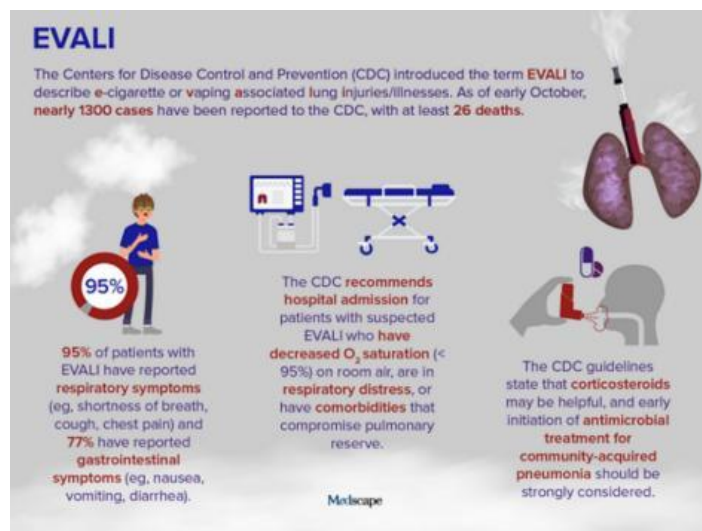 EVALI
The Centers for Disease Control and Prevention (CDC) introduced the term EVALI to
describe e-cigarette or vaping associated lung injuries/illnesses. As of early October,
nearly 1300 cases have been reported to the CDC, with at least 26 deaths.
95%
95% of patients with
EVALI have reported
respiratory symptoms
(eg, shortness of breath,
cough, chest pain) and
77% have reported
gastrointestinal
symptoms (eg, nausea,
vomiting, diarrhea).
The CDC recommends
hospital admission for
patients with suspected
EVALI who have
decreased O₂ saturation (<
95%) on room air, are in
respiratory distress, or
have comorbidities that
compromise pulmonary
reserve.
The CDC guidelines
state that corticosteroids
may be helpful, and early
initiation of antimicrobial
treatment for
community-acquired
pneumonia should be
strongly considered.
Medscape